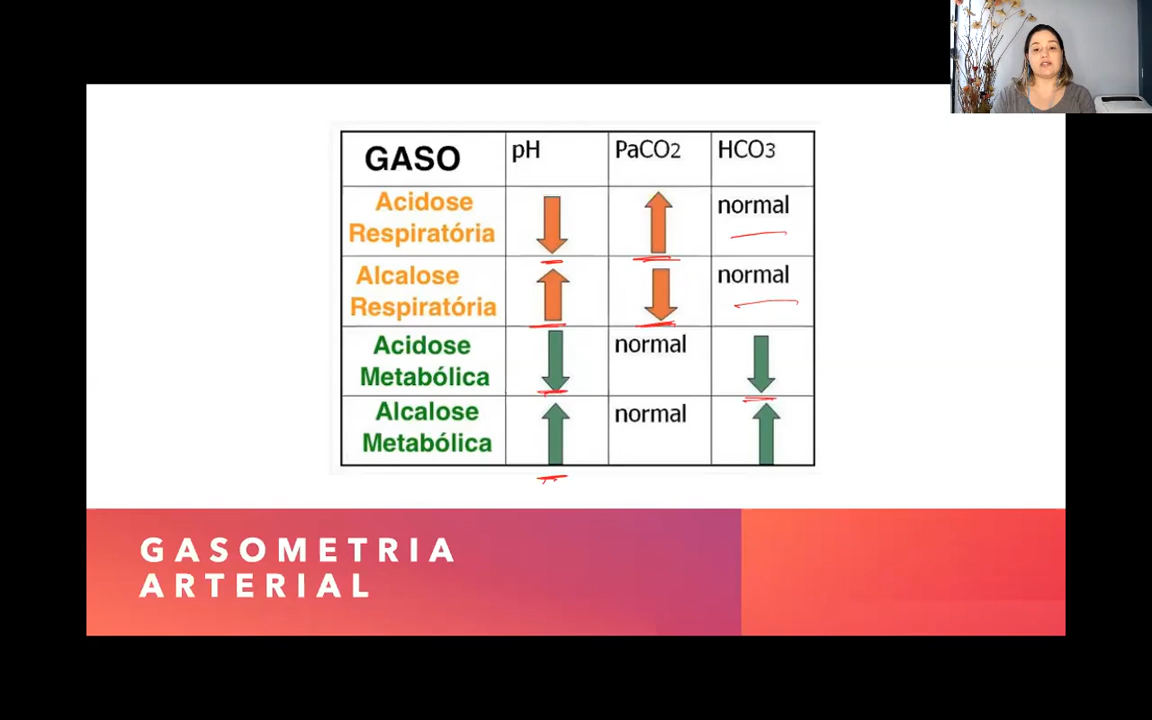 GASO pH PaCO2 HCO3
Acidose
Respiratória
normal
Alcalose
Respiratória
normal
Acidose
Metabólica
normal
Alcalose
Metabólica
normal
GASOMETRIA
ARTERIAL